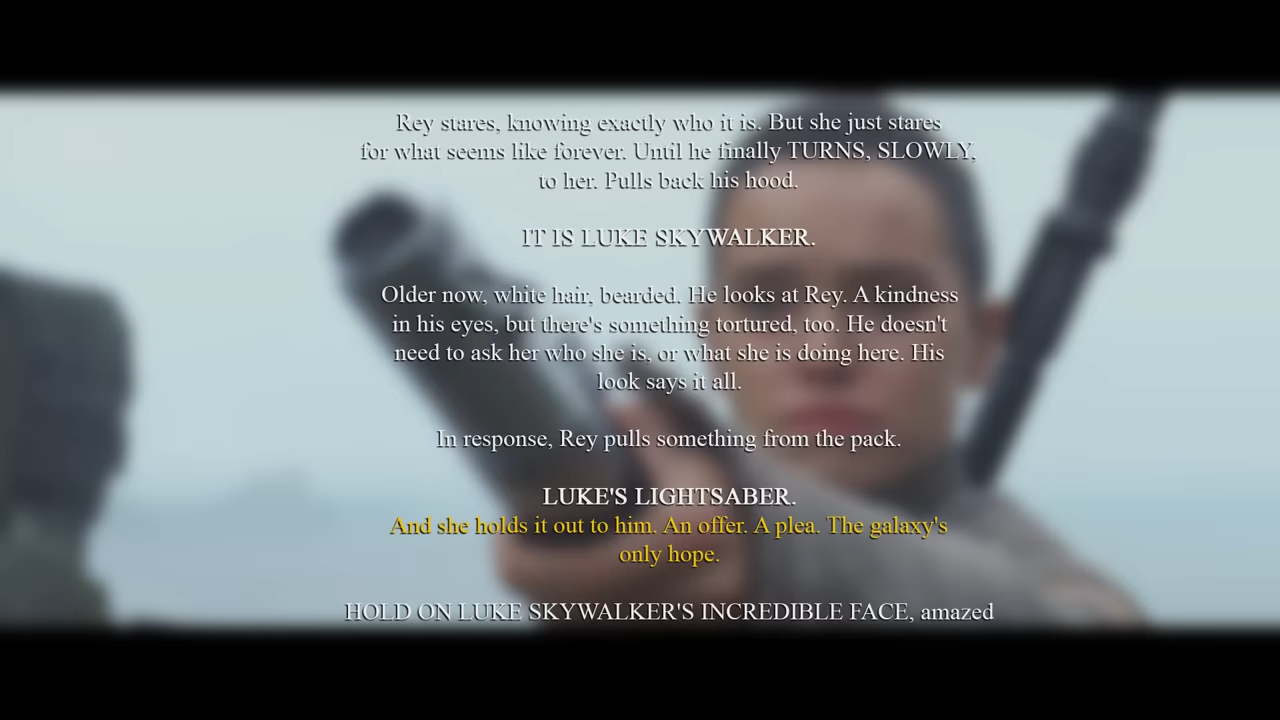 Rey stares, knowing exactly who it is. But she just stares
for what seems like forever. Until he finally TURNS, SLOWLY,
to her. Pulls back his hood.
IT IS LUKE SKYWALKER.
Older now, white hair, bearded. He looks at Rey. A kindness
in his eyes, but there's something tortured, too. He doesn't
need to ask her who she is, or what she is doing here. His
look says it all.
In response, Rey pulls something from the pack.
LUKE'S LIGHTSABER.
And she holds it out to him. An offer. A plea. The galaxy's
only hope.
HOLD ON LUKE SKYWALKER'S INCREDIBLE FACE, amazed